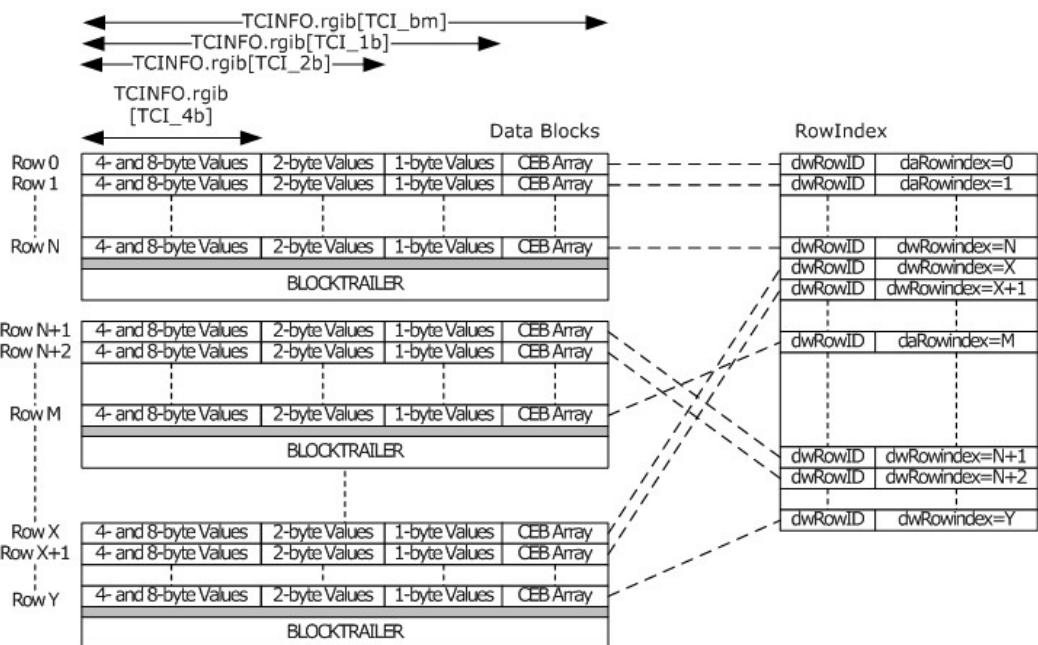 TCINFO.rgib[TCI_bm]
TCINFO.rgib[TCI_1b]
TCINFO.rgib[TCI_2b]
TCINFO.rgib
[TCI_4b]
Data Blocks RowIndex
Row 0 4- and 8-byte Values 2-byte Values 1-byte Values CEB Array dwRowID daRowindex=0
Row 1 4- and 8-byte Values 2-byte Values 1-byte Values CEB Array dwRowID daRowindex=1
Row N 4- and 8-byte Values 2-byte Values 1-byte Values CEB Array dwRowID dwRowindex=N
dwRowID dwRowindex=X
BLOCKTRAILER dwRowID dwRowindex=X+1
Row N+1 4- and 8-byte Values 2-byte Values 1-byte Values CEB Array
Row N+2 4- and 8-byte Values 2-byte Values 1-byte Values CEB Array dwRowID daRowindex=M
Row M 4- and 8-byte Values 2-byte Values 1-byte Values CEB Array
BLOCKTRAILER dwRowID dwRowindex=N+1
dwRowID dwRowindex=N+2
dwRowID dwRowindex=Y
Row X 4- and 8-byte Values 2-byte Values 1-byte Values CEB Array
Row X+1 4- and 8-byte Values 2-byte Values 1-byte Values CEB Array
Row Y 4- and 8-byte Values 2-byte Values 1-byte Values CEB Array
BLOCKTRAILER